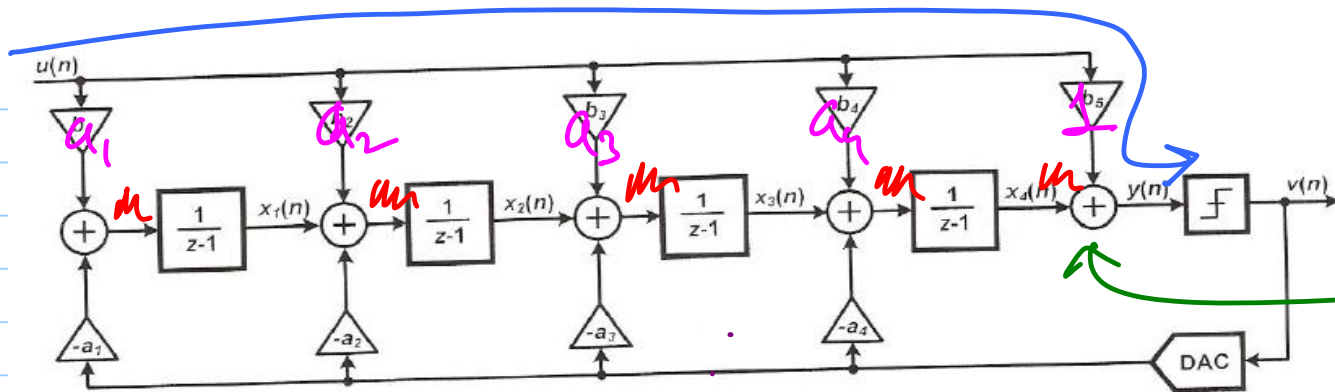 u(n)
b₂ b₃ b₄ b₅
a₁ a₂ a₃ a₄ 1
1/z-1 x₁(n) 1/z-1 x₂(n) 1/z-1 x₃(n) 1/z-1 x₄(n) y(n) v(n)
-a₁ -a₂ -a₃ -a₄ DAC